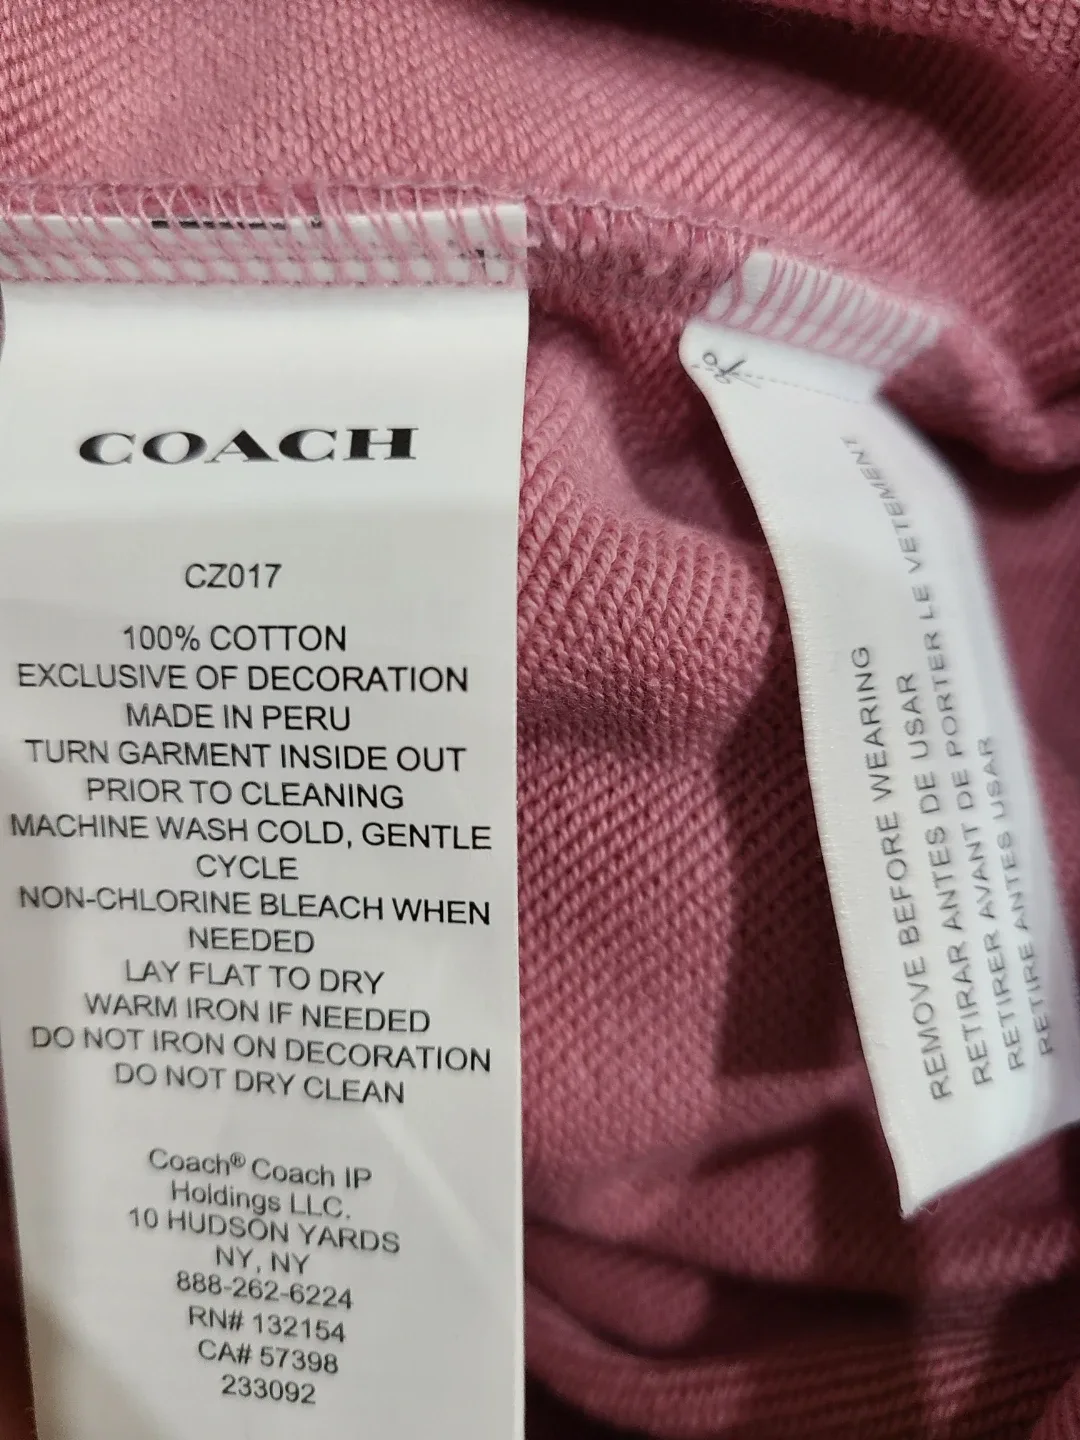 COACH
CZ017
100% COTTON
EXCLUSIVE OF DECORATION
MADE IN PERU
TURN GARMENT INSIDE OUT
PRIOR TO CLEANING
MACHINE WASH COLD, GENTLE
CYCLE
NON-CHLORINE BLEACH WHEN
NEEDED
LAY FLAT TO DRY
WARM IRON IF NEEDED
DO NOT IRON ON DECORATION
DO NOT DRY CLEAN
Coach® Coach IP
Holdings LLC.
10 HUDSON YARDS
NY, NY
888-262-6224
RN# 132154
CA# 57398
233092
REMOVE BEFORE WEARING
RETIRAR ANTES DE USAR
RETIRER AVANT DE PORTER LE VETEMENT
RETIRE ANTES USAR